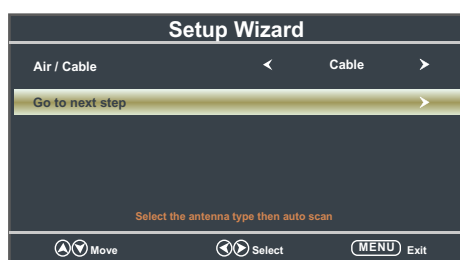 Setup Wizard
Air / Cable Cable
Go to next step
Select the antenna type then auto scan
Move Select MENU Exit